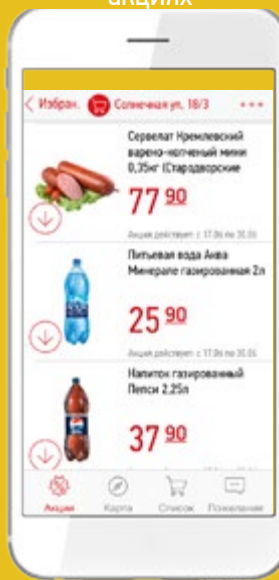 акциях
Избран.
Солнечная ул, 18/3
Сервелат Кремлевский
варено-копченый мини
0,35кг (Стародворские
77 90
Акция действует с 17.06 по 30.06
Питьевая вода Аква
Минерале газированная 2л
25 90
Акция действует с 17.06 по 30.06
Напиток газированный
Пепси 2,25л
37 90
Акции
Карта
Список
Пожелания